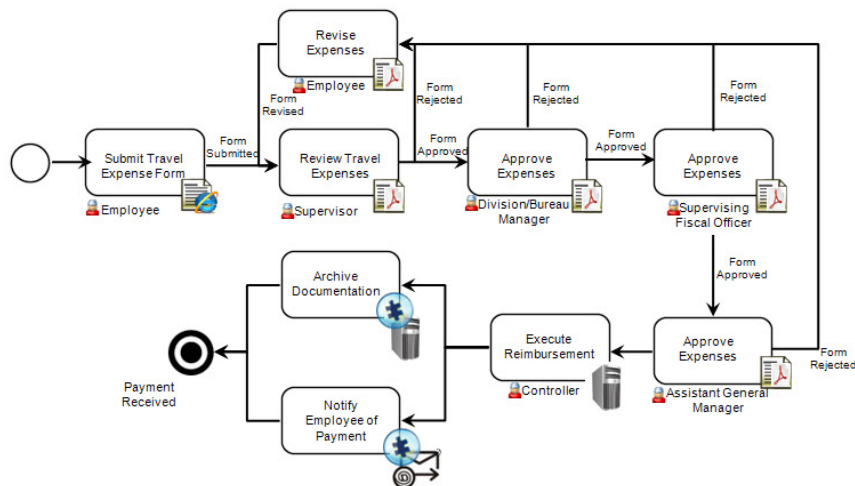 Revise
Expenses
Employee
Form
Revised
Form
Rejected
Form
Rejected
Form
Rejected
Submit Travel
Expense Form
Employee
Form
Submitted
Review Travel
Expenses
Supervisor
Form
Approved
Approve
Expenses
Division/Bureau
Manager
Form
Approved
Approve
Expenses
Supervising
Fiscal Officer
Form
Approved
Archive
Documentation
Execute
Reimbursement
Controller
Approve
Expenses
Assistant General
Manager
Form
Rejected
Payment
Received
Notify
Employee of
Payment